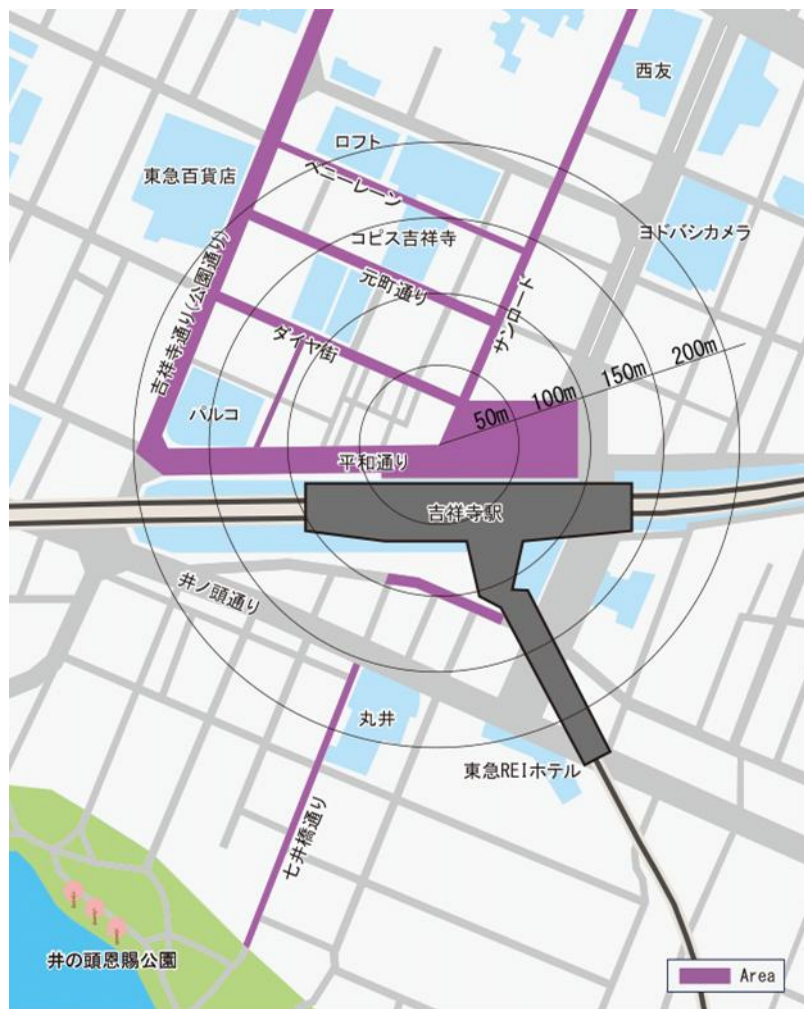 西友
ロフト
東急百貨店
ペニーレーン
コピス吉祥寺
ヨドバシカメラ
元町通り
サンロード
吉祥寺通り(公園通り)
ダイヤ街
200m
150m
100m
50m
パルコ
平和通り
吉祥寺駅
井ノ頭通り
丸井
東急REIホテル
七井橋通り
井の頭恩賜公園
Area